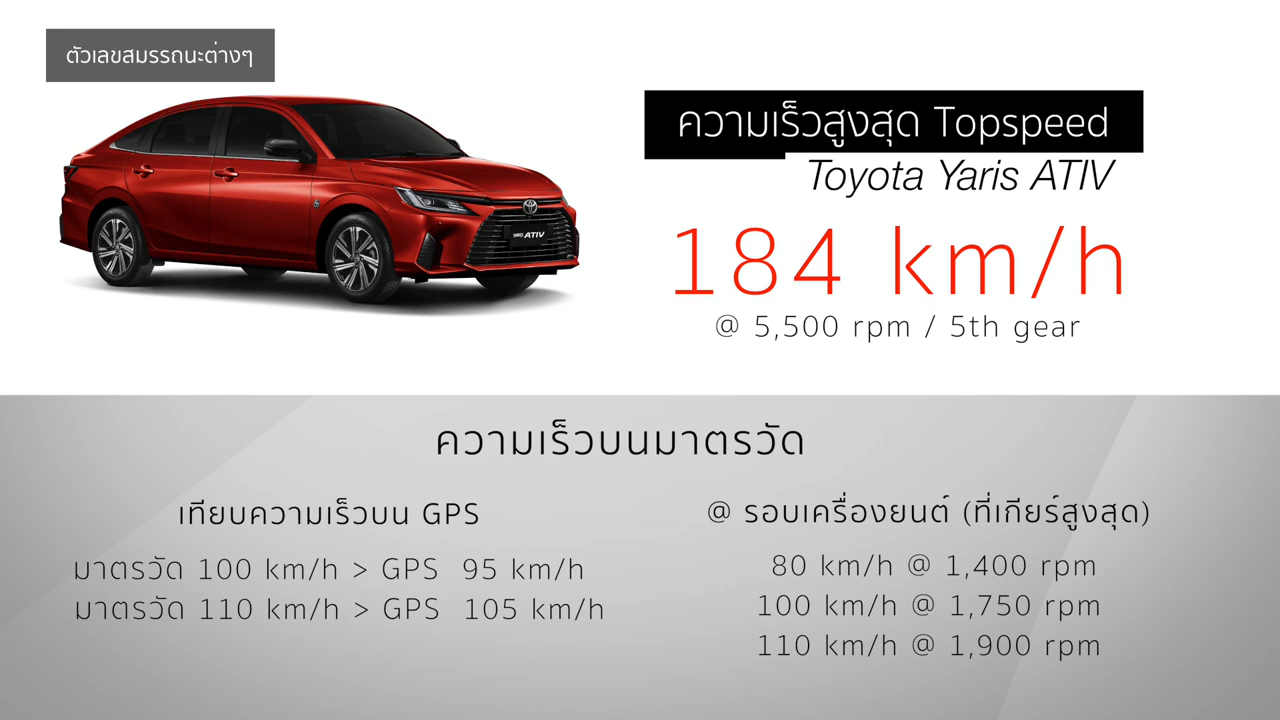 ตัวเลขสมรรถนะต่างๆ
ความเร็วสูงสุด Topspeed
Toyota Yaris ATIV
184 km/h
@ 5,500 rpm / 5th gear
YARIS ATIV
ความเร็วบนมาตรวัด
เทียบความเร็วบน GPS
มาตรวัด 100 km/h > GPS 95 km/h
มาตรวัด 110 km/h > GPS 105 km/h
@ รอบเครื่องยนต์ (ที่เกียร์สูงสุด)
80 km/h @ 1,400 rpm
100 km/h @ 1,750 rpm
110 km/h @ 1,900 rpm